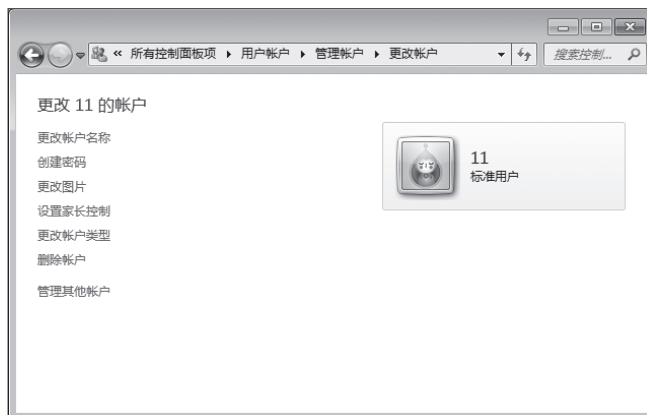 « 所有控制面板项 ▸ 用户帐户 ▸ 管理帐户 ▸ 更改帐户 搜索控制...
更改 11 的帐户
更改帐户名称
创建密码
更改图片
设置家长控制
更改帐户类型
删除帐户
管理其他帐户
11
标准用户